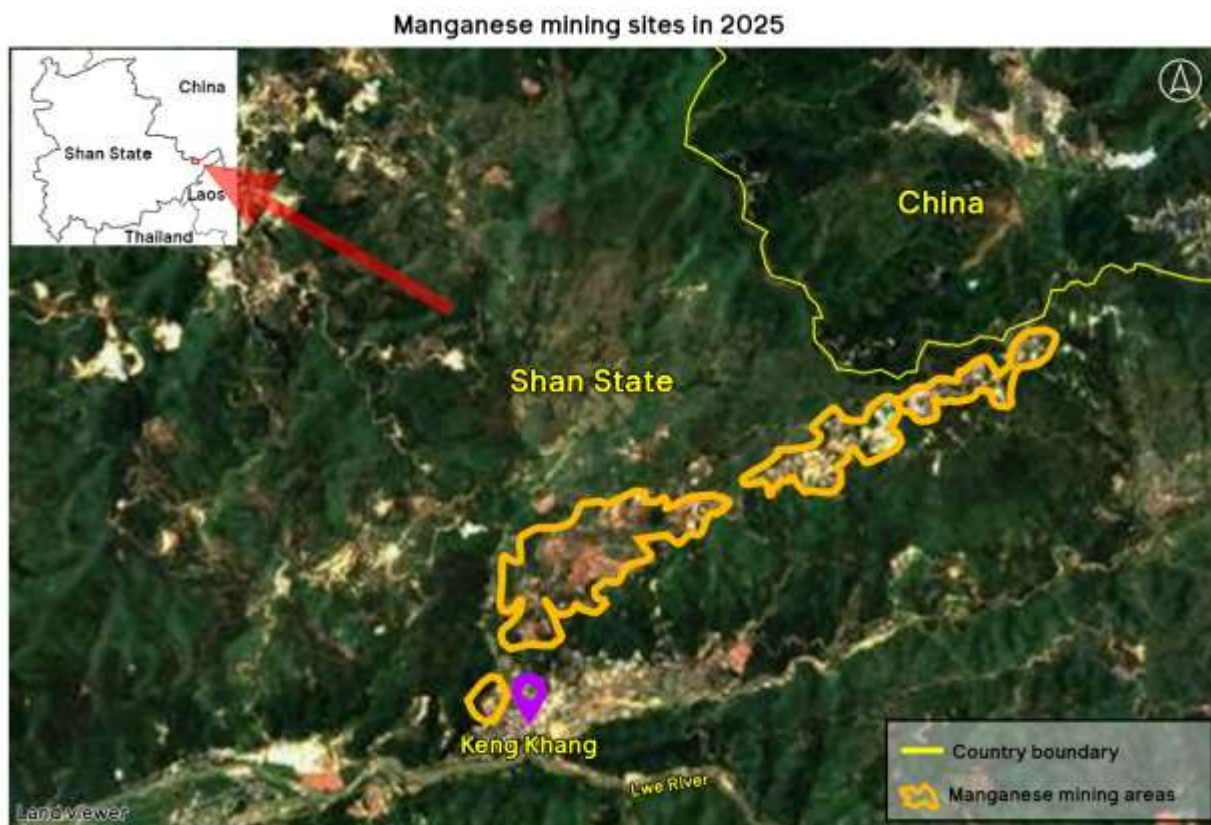 Manganese mining sites in 2025
China
Shan State
Laos
Thailand
China
Shan State
Keng Khang
Lwe River
Country boundary
Manganese mining areas
Land viewer